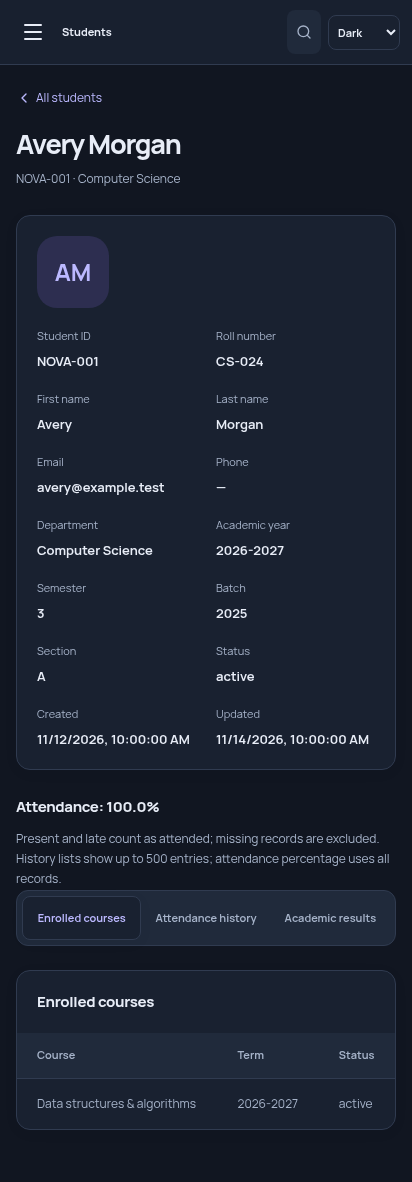 Students
Dark
All students
Avery Morgan
NOVA-001 · Computer Science
AM
Student ID
Roll number
NOVA-001
CS-024
First name
Last name
Avery
Morgan
Email
Phone
avery@example.test
—
Department
Academic year
Computer Science
2026-2027
Semester
Batch
3
2025
Section
Status
A
active
Created
Updated
11/12/2026, 10:00:00 AM
11/14/2026, 10:00:00 AM
Attendance: 100.0%
Present and late count as attended; missing records are excluded.
History lists show up to 500 entries; attendance percentage uses all
records.
Enrolled courses
Attendance history
Academic results
Enrolled courses
Course
Term
Status
Data structures & algorithms
2026-2027
active